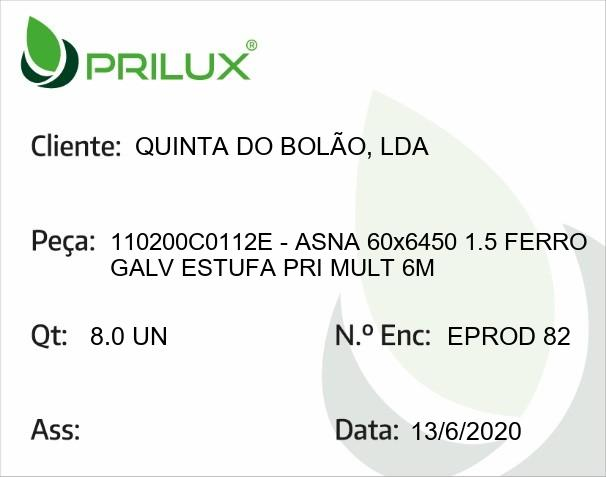 PRILUX®
Cliente: QUINTA DO BOLÃO, LDA
Peça: 110200C0112E - ASNA 60x6450 1.5 FERRO
GALV ESTUFA PRI MULT 6M
Qt: 8.0 UN N.º Enc: EPROD 82
Ass: Data: 13/6/2020